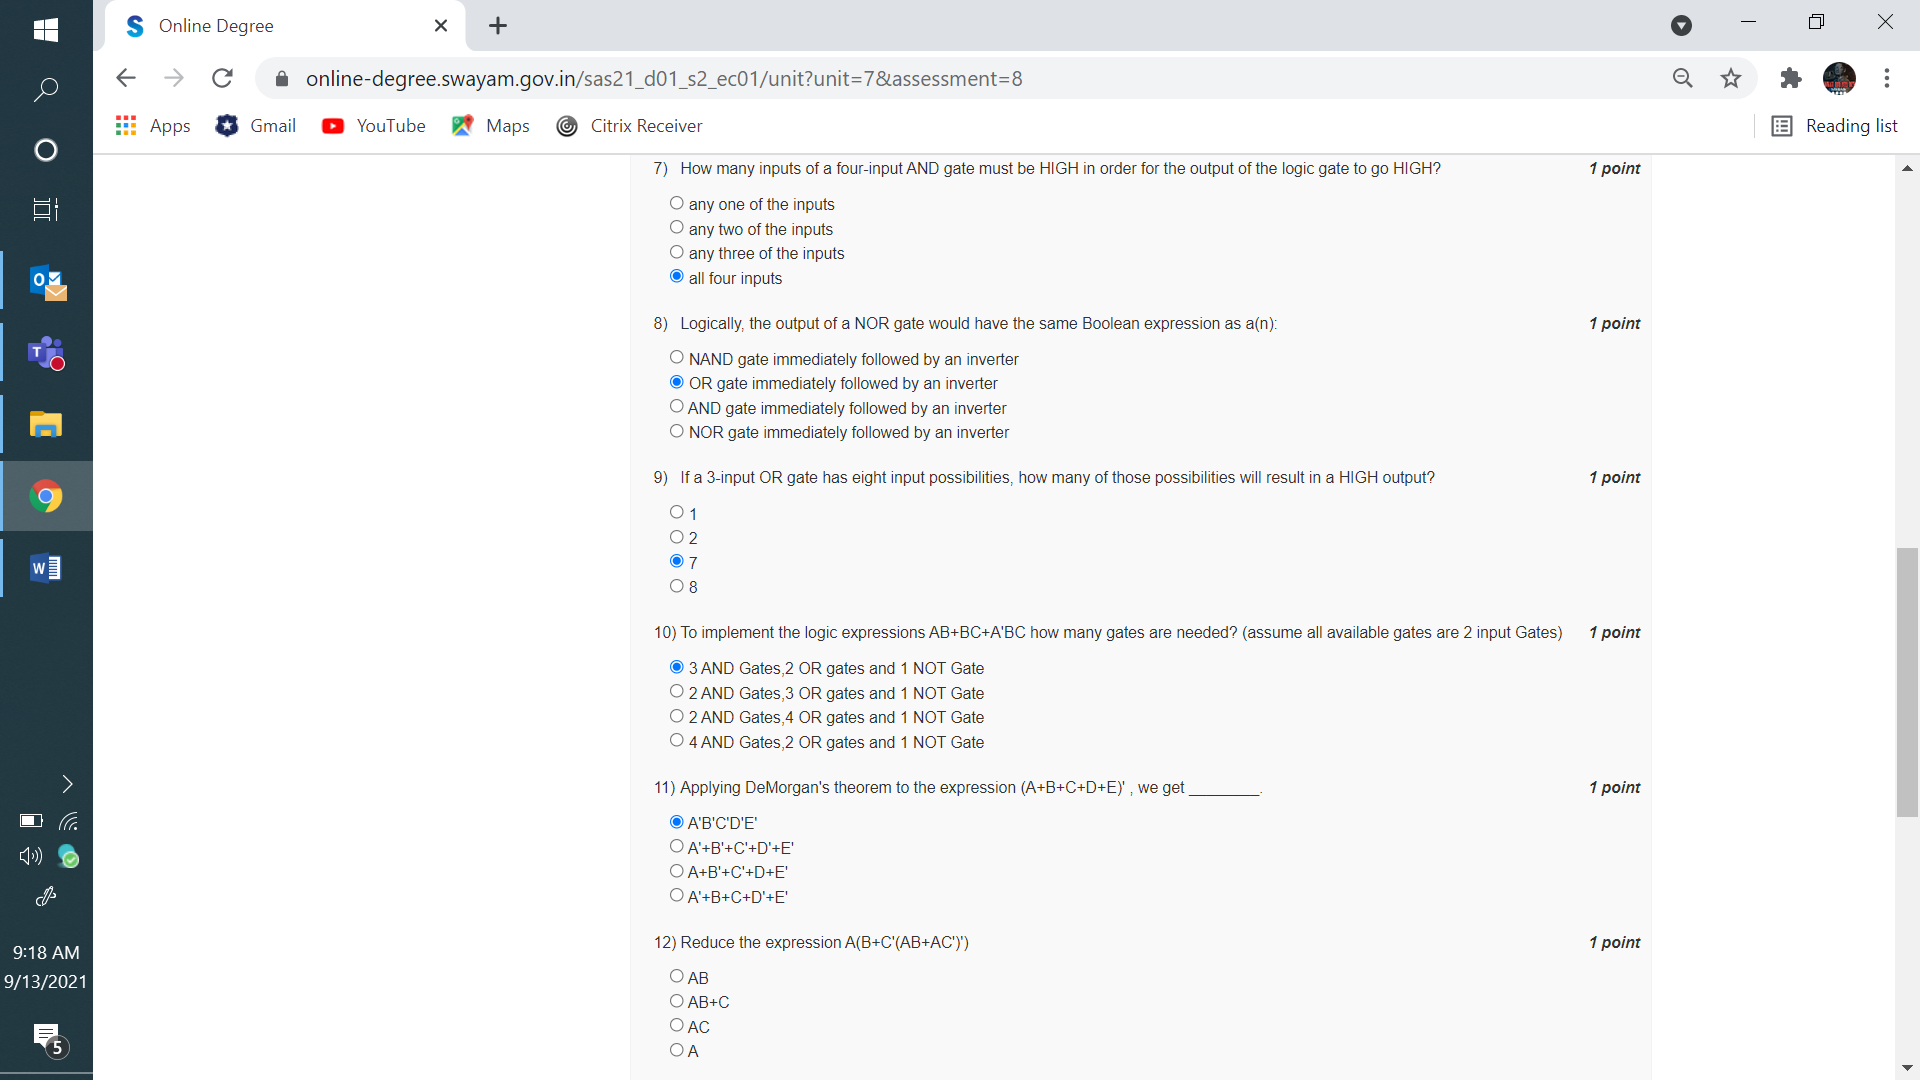 Online Degree
online-degree.swayam.gov.in/sas21_d01_s2_ec01/unit?unit=7&assessment=8
Apps Gmail YouTube Maps Citrix Receiver Reading list
7) How many inputs of a four-input AND gate must be HIGH in order for the output of the logic gate to go HIGH? 1 point
any one of the inputs
any two of the inputs
any three of the inputs
all four inputs
8) Logically, the output of a NOR gate would have the same Boolean expression as a(n): 1 point
NAND gate immediately followed by an inverter
OR gate immediately followed by an inverter
AND gate immediately followed by an inverter
NOR gate immediately followed by an inverter
9) If a 3-input OR gate has eight input possibilities, how many of those possibilities will result in a HIGH output? 1 point
1
2
7
8
10) To implement the logic expressions AB+BC+A'BC how many gates are needed? (assume all available gates are 2 input Gates) 1 point
3 AND Gates,2 OR gates and 1 NOT Gate
2 AND Gates,3 OR gates and 1 NOT Gate
2 AND Gates,4 OR gates and 1 NOT Gate
4 AND Gates,2 OR gates and 1 NOT Gate
11) Applying DeMorgan's theorem to the expression (A+B+C+D+E)' , we get ________. 1 point
A'B'C'D'E'
A'+B'+C'+D'+E'
A+B'+C'+D+E'
A'+B+C+D'+E'
12) Reduce the expression A(B+C'(AB+AC')') 1 point
AB
AB+C
AC
A
9:18 AM
9/13/2021
5